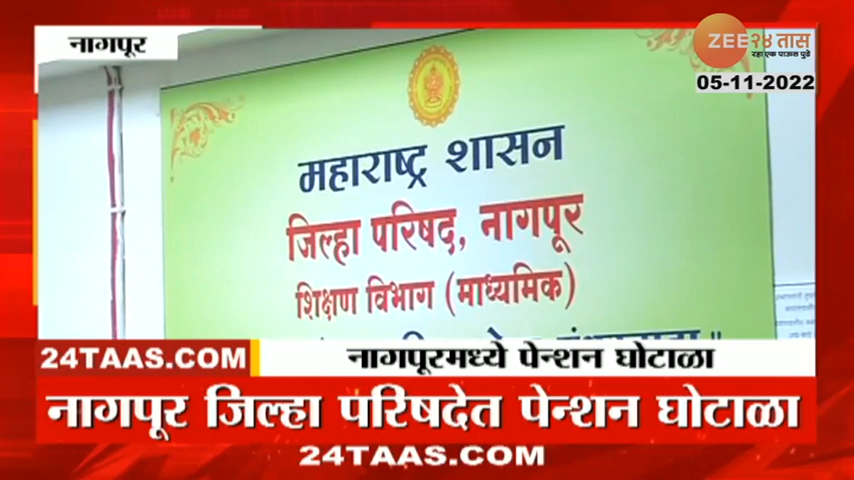 नागपूर
ZEE २४ तास
रहा एक पाऊल पुढे
05-11-2022
महाराष्ट्र शासन
जिल्हा परिषद, नागपूर
शिक्षण विभाग (माध्यमिक)
24TAAS.COM
नागपूरमध्ये पेन्शन घोटाळा
नागपूर जिल्हा परिषदेत पेन्शन घोटाळा
24TAAS.COM